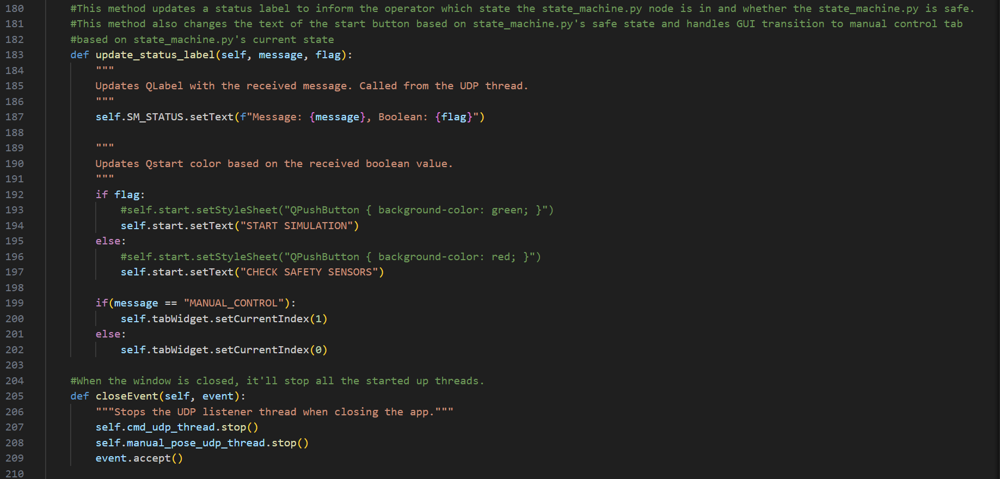 180 #This method updates a status label to inform the operator which state the state_machine.py node is in and whether the state_machine.py is safe.
181 #This method also changes the text of the start button based on state_machine.py's safe state and handles GUI transition to manual control tab
182 #based on state_machine.py's current state
183 def update_status_label(self, message, flag):
184 """
185 Updates QLabel with the received message. Called from the UDP thread.
186 """
187 self.SM_STATUS.setText(f"Message: {message}, Boolean: {flag}")
188
189 """
190 Updates Qstart color based on the received boolean value.
191 """
192 if flag:
193 #self.start.setStyleSheet("QPushButton { background-color: green; }")
194 self.start.setText("START SIMULATION")
195 else:
196 #self.start.setStyleSheet("QPushButton { background-color: red; }")
197 self.start.setText("CHECK SAFETY SENSORS")
198
199 if(message == "MANUAL_CONTROL"):
200 self.tabWidget.setCurrentIndex(1)
201 else:
202 self.tabWidget.setCurrentIndex(0)
203
204 #When the window is closed, it'll stop all the started up threads.
205 def closeEvent(self, event):
206 """Stops the UDP listener thread when closing the app."""
207 self.cmd_udp_thread.stop()
208 self.manual_pose_udp_thread.stop()
209 event.accept()
210